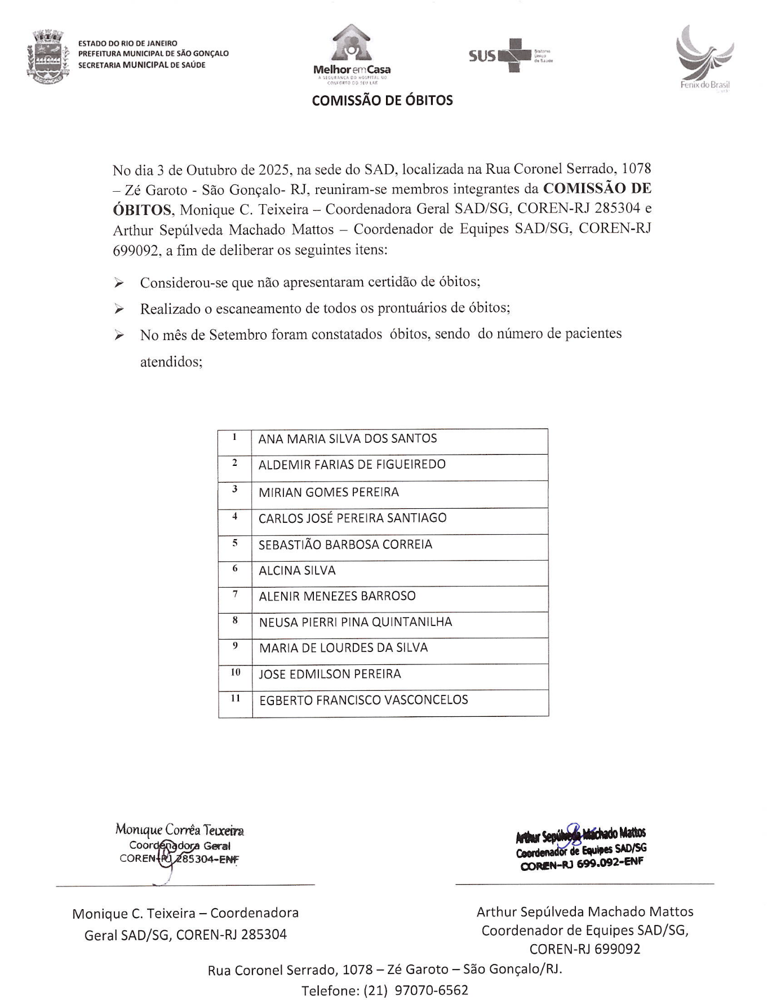 ESTADO DO RIO DE JANEIRO
PREFEITURA MUNICIPAL DE SÃO GONÇALO
SECRETARIA MUNICIPAL DE SAÚDE
Melhor em Casa
A SEGURANÇA DO HOSPITAL NO
CONFORTO DO SEU LAR
SUS
Sistema
Único
de Saúde
Fenix do Brasil
COMISSÃO DE ÓBITOS
No dia 3 de Outubro de 2025, na sede do SAD, localizada na Rua Coronel Serrado, 1078
– Zé Garoto - São Gonçalo- RJ, reuniram-se membros integrantes da COMISSÃO DE
ÓBITOS, Monique C. Teixeira – Coordenadora Geral SAD/SG, COREN-RJ 285304 e
Arthur Sepúlveda Machado Mattos – Coordenador de Equipes SAD/SG, COREN-RJ
699092, a fim de deliberar os seguintes itens:
➢ Considerou-se que não apresentaram certidão de óbitos;
➢ Realizado o escaneamento de todos os prontuários de óbitos;
➢ No mês de Setembro foram constatados óbitos, sendo do número de pacientes
atendidos;
1 ANA MARIA SILVA DOS SANTOS
2 ALDEMIR FARIAS DE FIGUEIREDO
3 MIRIAN GOMES PEREIRA
4 CARLOS JOSÉ PEREIRA SANTIAGO
5 SEBASTIÃO BARBOSA CORREIA
6 ALCINA SILVA
7 ALENIR MENEZES BARROSO
8 NEUSA PIERRI PINA QUINTANILHA
9 MARIA DE LOURDES DA SILVA
10 JOSE EDMILSON PEREIRA
11 EGBERTO FRANCISCO VASCONCELOS
Monique Corrêa Teixeira
Coordenadora Geral
COREN-RJ 285304-ENF
Arthur Sepúlveda Machado Mattos
Coordenador de Equipes SAD/SG
COREN-RJ 699.092-ENF
Monique C. Teixeira – Coordenadora
Geral SAD/SG, COREN-RJ 285304
Arthur Sepúlveda Machado Mattos
Coordenador de Equipes SAD/SG,
COREN-RJ 699092
Rua Coronel Serrado, 1078 – Zé Garoto – São Gonçalo/RJ.
Telefone: (21) 97070-6562